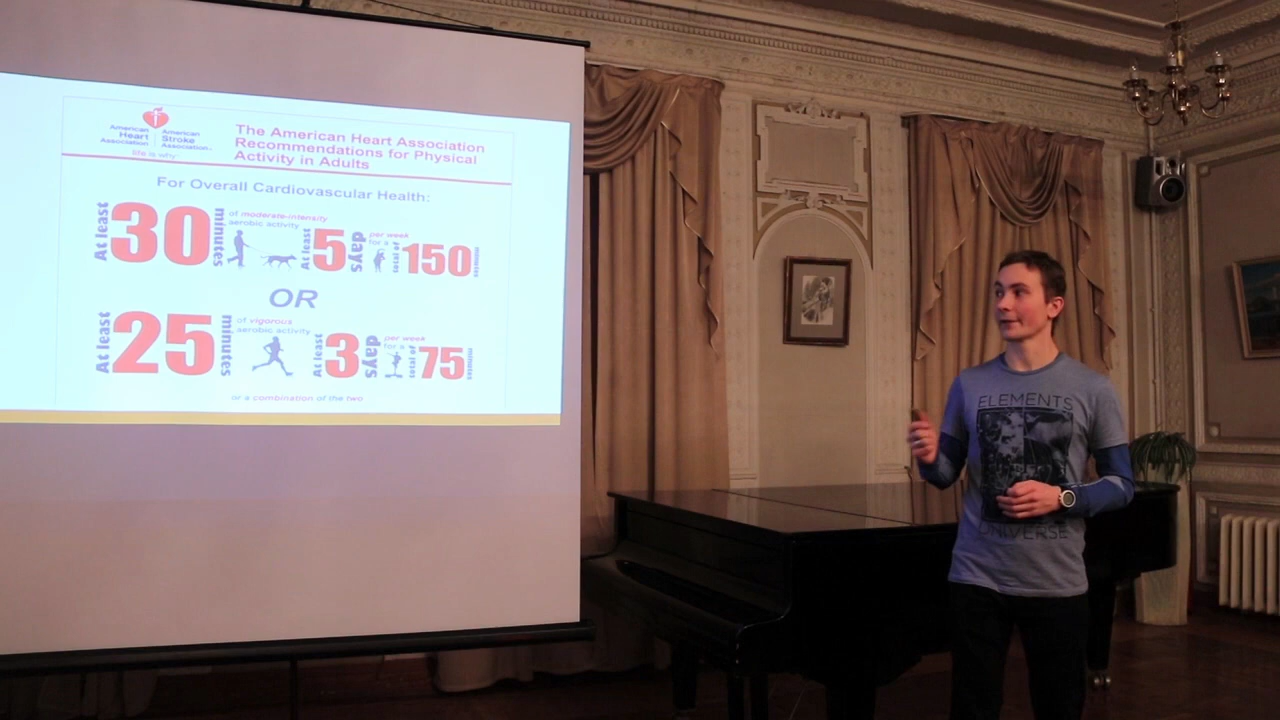 American Heart Association
American Stroke Association
life is why
The American Heart Association
Recommendations for Physical
Activity in Adults
For Overall Cardiovascular Health:
At least 30 minutes
of moderate-intensity
aerobic activity
At least 5 days
per week
for a
total of 150 minutes
OR
At least 25 minutes
of vigorous
aerobic activity
At least 3 days
per week
for a
total of 75 minutes
or a combination of the two
ELEMENTS
UNIVERSE